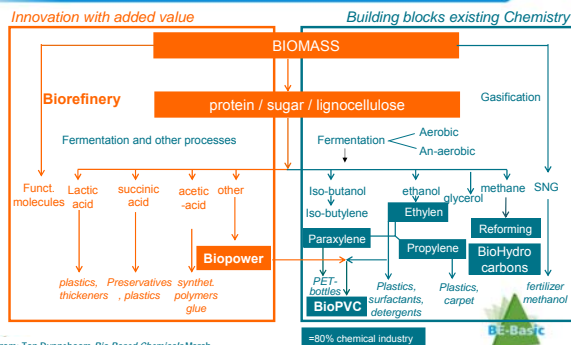 Innovation with added value
Building blocks existing Chemistry
BIOMASS
Biorefinery
protein / sugar / lignocellulose
Gasification
Fermentation and other processes
Fermentation
Aerobic
An-aerobic
Funct.
molecules
Lactic
acid
succinic
acid
acetic
-acid
other
Iso-butanol
Iso-butylene
ethanol
glycerol
methane
SNG
Ethylen
Reforming
Paraxylene
Propylene
BioHydro
carbons
Biopower
plastics,
thickeners
Preservatives
, plastics
synthet.
polymers
glue
PET-
bottles
BioPVC
Plastics,
surfactants,
detergents
Plastics,
carpet
fertilizer
methanol
BE-Basic
=80% chemical industry